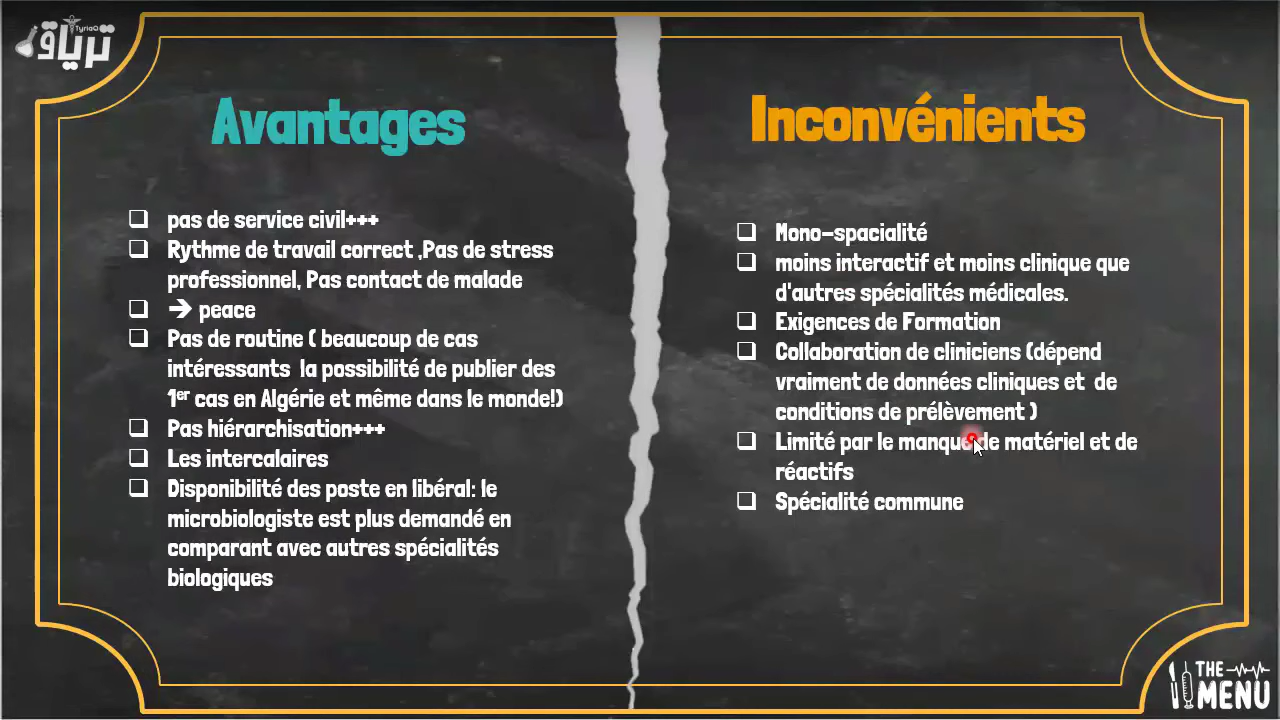 TyriaQ
ترياق
Avantages
pas de service civil+++
Rythme de travail correct ,Pas de stress
professionnel, Pas contact de malade
➔ peace
Pas de routine ( beaucoup de cas
intéressants la possibilité de publier des
1er cas en Algérie et même dans le monde!)
Pas hiérarchisation+++
Les intercalaires
Disponibilité des poste en libéral: le
microbiologiste est plus demandé en
comparant avec autres spécialités
biologiques
Inconvénients
Mono-spacialité
moins interactif et moins clinique que
d'autres spécialités médicales.
Exigences de Formation
Collaboration de cliniciens (dépend
vraiment de données cliniques et de
conditions de prélèvement )
Limité par le manque de matériel et de
réactifs
Spécialité commune
THE
MENU